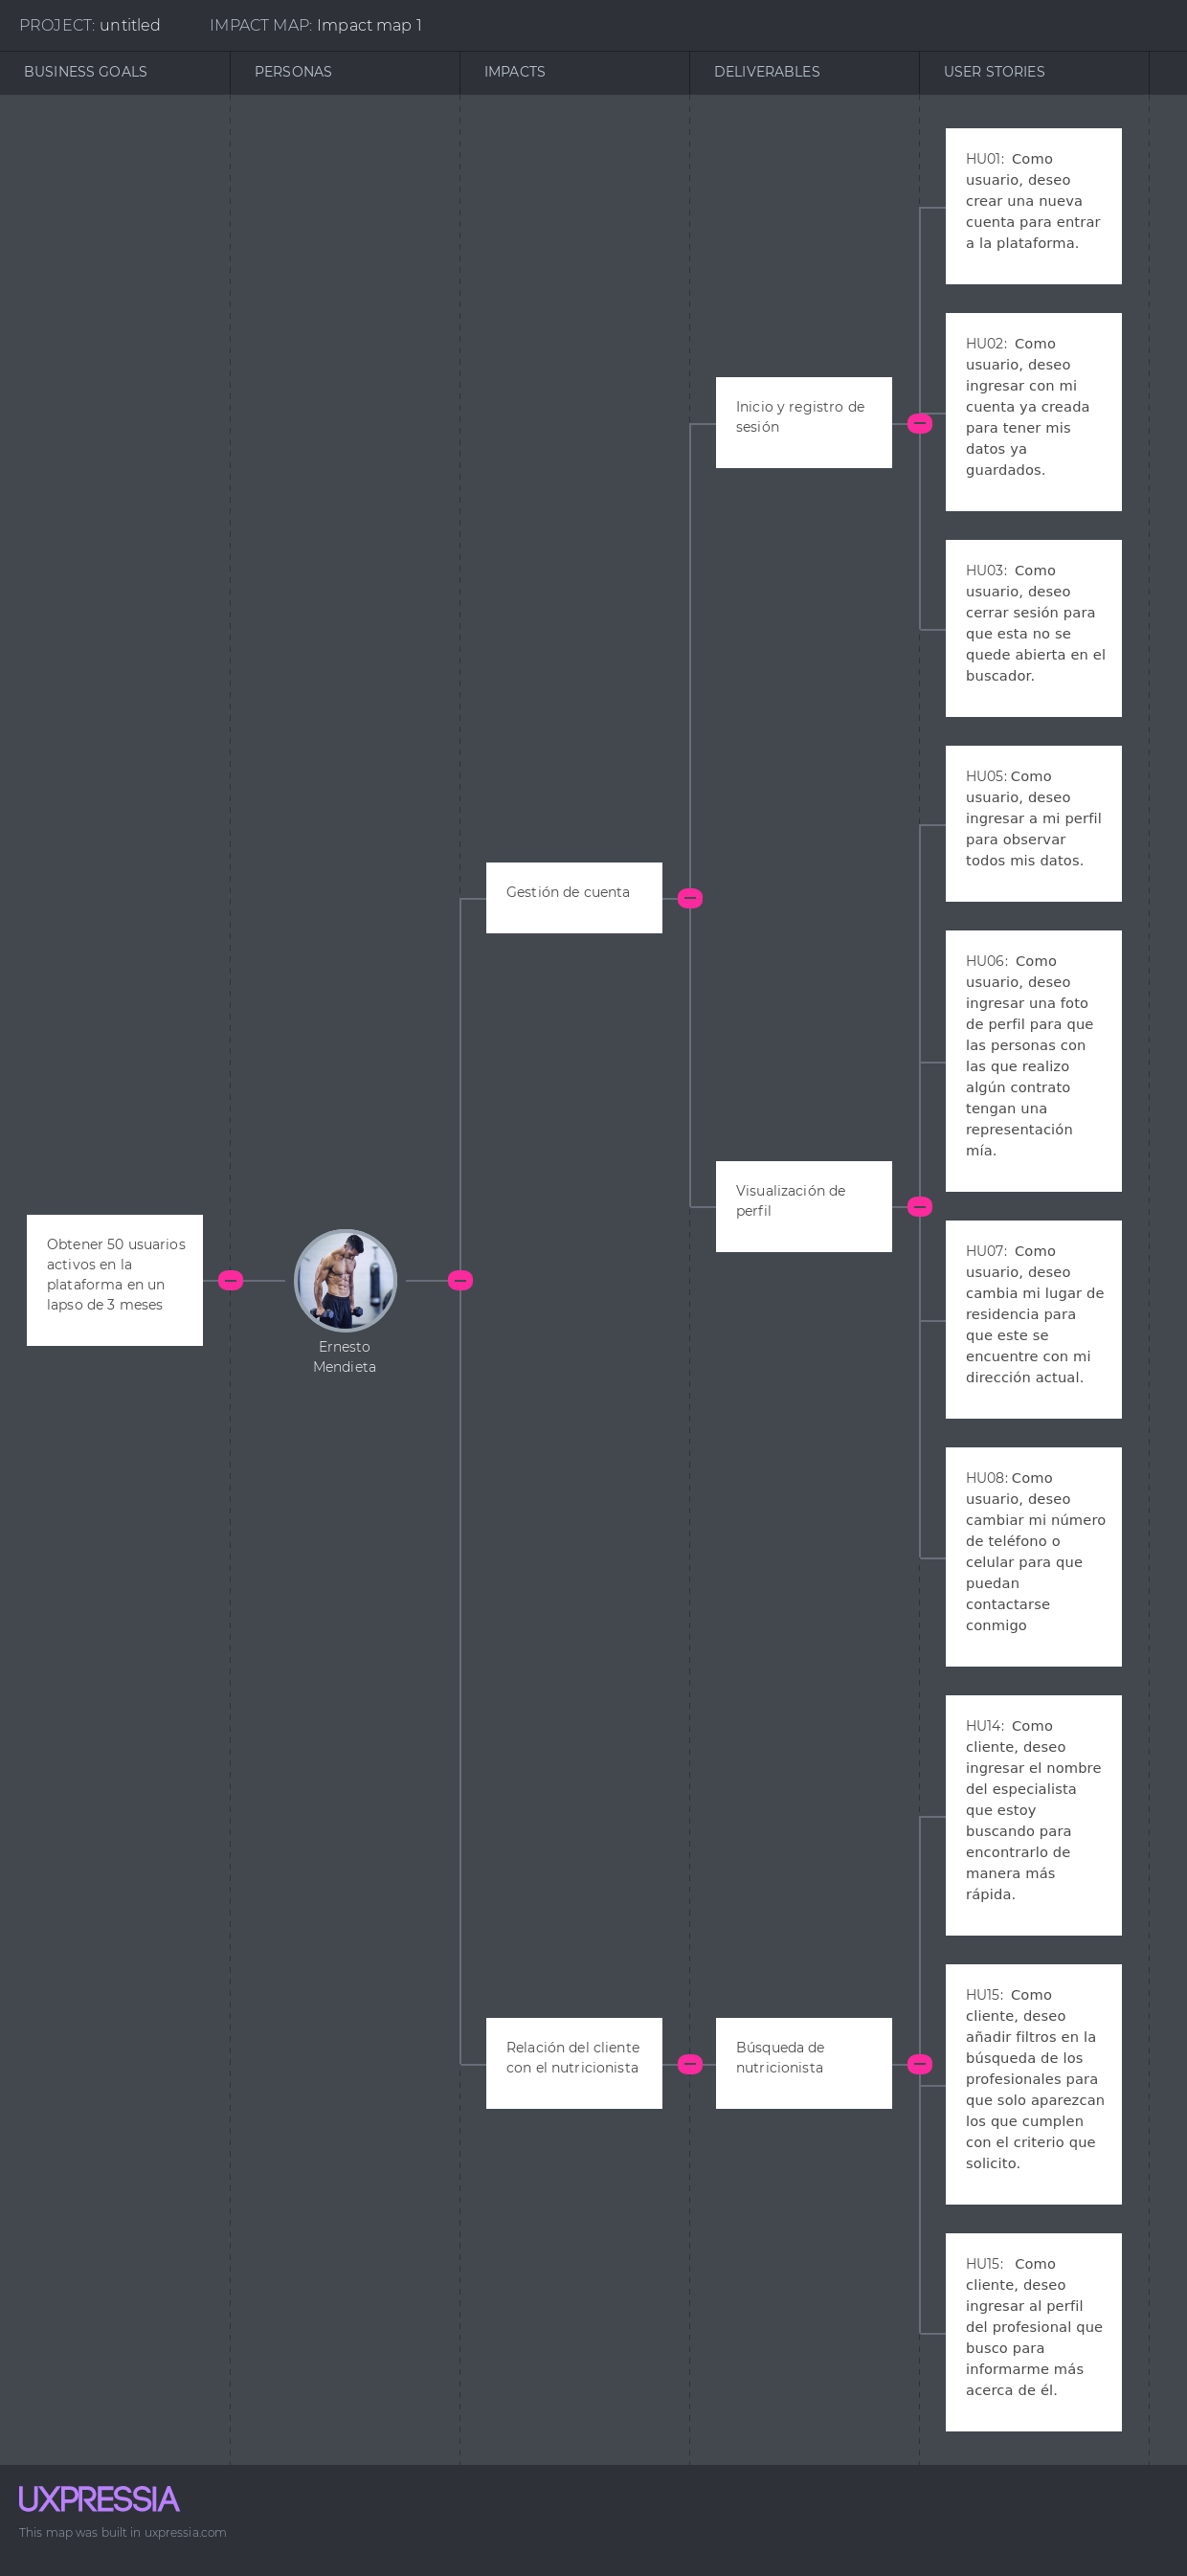 PROJECT: untitled
IMPACT MAP: Impact map 1
BUSINESS GOALS
PERSONAS
IMPACTS
DELIVERABLES
USER STORIES
Obtener 50 usuarios
activos en la
plataforma en un
lapso de 3 meses
Ernesto
Mendieta
Gestión de cuenta
Inicio y registro de
sesión
HU01: Como
usuario, deseo
crear una nueva
cuenta para entrar
a la plataforma.
HU02: Como
usuario, deseo
ingresar con mi
cuenta ya creada
para tener mis
datos ya
guardados.
HU03: Como
usuario, deseo
cerrar sesión para
que esta no se
quede abierta en el
buscador.
Visualización de
perfil
HU05: Como
usuario, deseo
ingresar a mi perfil
para observar
todos mis datos.
HU06: Como
usuario, deseo
ingresar una foto
de perfil para que
las personas con
las que realizo
algún contrato
tengan una
representación
mía.
HU07: Como
usuario, deseo
cambia mi lugar de
residencia para
que este se
encuentre con mi
dirección actual.
HU08: Como
usuario, deseo
cambiar mi número
de teléfono o
celular para que
puedan
contactarse
conmigo
Relación del cliente
con el nutricionista
Búsqueda de
nutricionista
HU14: Como
cliente, deseo
ingresar el nombre
del especialista
que estoy
buscando para
encontrarlo de
manera más
rápida.
HU15: Como
cliente, deseo
añadir filtros en la
búsqueda de los
profesionales para
que solo aparezcan
los que cumplen
con el criterio que
solicito.
HU15: Como
cliente, deseo
ingresar al perfil
del profesional que
busco para
informarme más
acerca de él.
UXPRESSIA
This map was built in uxpressia.com